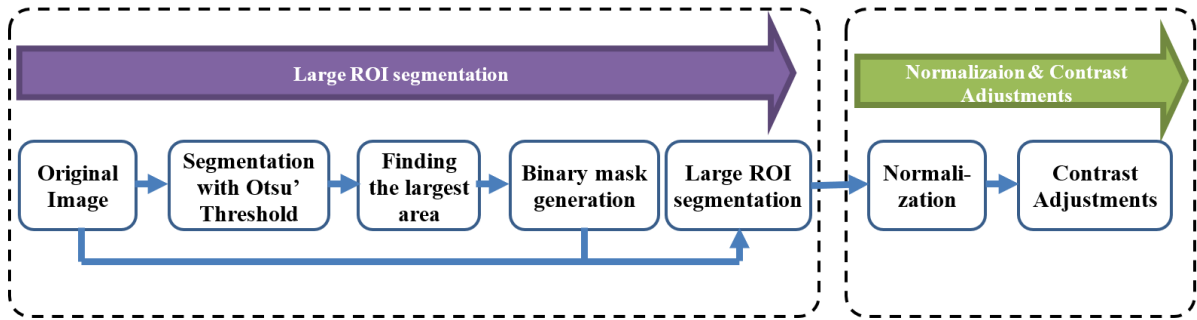 Large ROI segmentation
Normalizaion & Contrast
Adjustments
Original
Image
Segmentation
with Otsu’
Threshold
Finding
the largest
area
Binary mask
generation
Large ROI
segmentation
Normali-
zation
Contrast
Adjustments